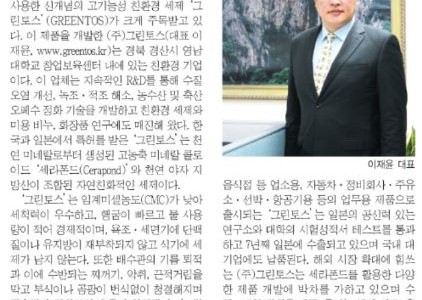 사용한 신개념의 고기능성 친환경 세제 '그
린토스'(GREENTOS)가 크게 주목받고 있
다. 이 제품을 개발한 (주)그린토스(대표 이
재윤, www.greentos.kr)는 경북 경산시 영남
대학교 창업보육센터 내에 있는 친환경 기업
이다. 이 업체는 지속적인 R&D를 통해 수질
오염 개선, 녹조·적조 해소, 농수산 및 축산
오폐수 정화 기술을 개발하고 친환경 세제와
미용 비누, 화장품 연구에도 매진해 왔다. 한
국과 일본에서 특허를 받은 '그린토스'는 천
연 미네랄로부터 생성된 고농축 미네랄 콜로
이드 '세라폰드(Cerapond)'와 천연 야자 지
방산이 조합된 자연친화적인 세제이다.
'그린토스'는 임계미셀농도(CMC)가 낮아
세척력이 우수하고, 헹굼이 빠르고 물 사용
량이 적어 경제적이며, 욕조·세면기에 단백
질이나 유지방이 재부착되지 않고 식기에 세
제가 남지 않는다. 또한 배수관의 기름 퇴적
과 이에 수반되는 찌꺼기, 악취, 끈적거림을
막고 부식이나 곰팡이 번식없이 청결해지며
이재윤 대표
음식점 등 업소용, 자동차·정비회사·주유
소·선박·항공기용 등의 업무용 제품으로
출시되는 '그린토스'는 일본의 공신력 있는
연구소와 대학의 시험성적서 테스트를 통과
하고 7년째 일본에 수출되고 있으며 국내 대
기업에도 납품된다. 해외 시장 확대에 힘쓰
는 (주)그린토스는 세라폰드를 활용한 다양
한 제품 개발에 박차를 가하고 있으며 수